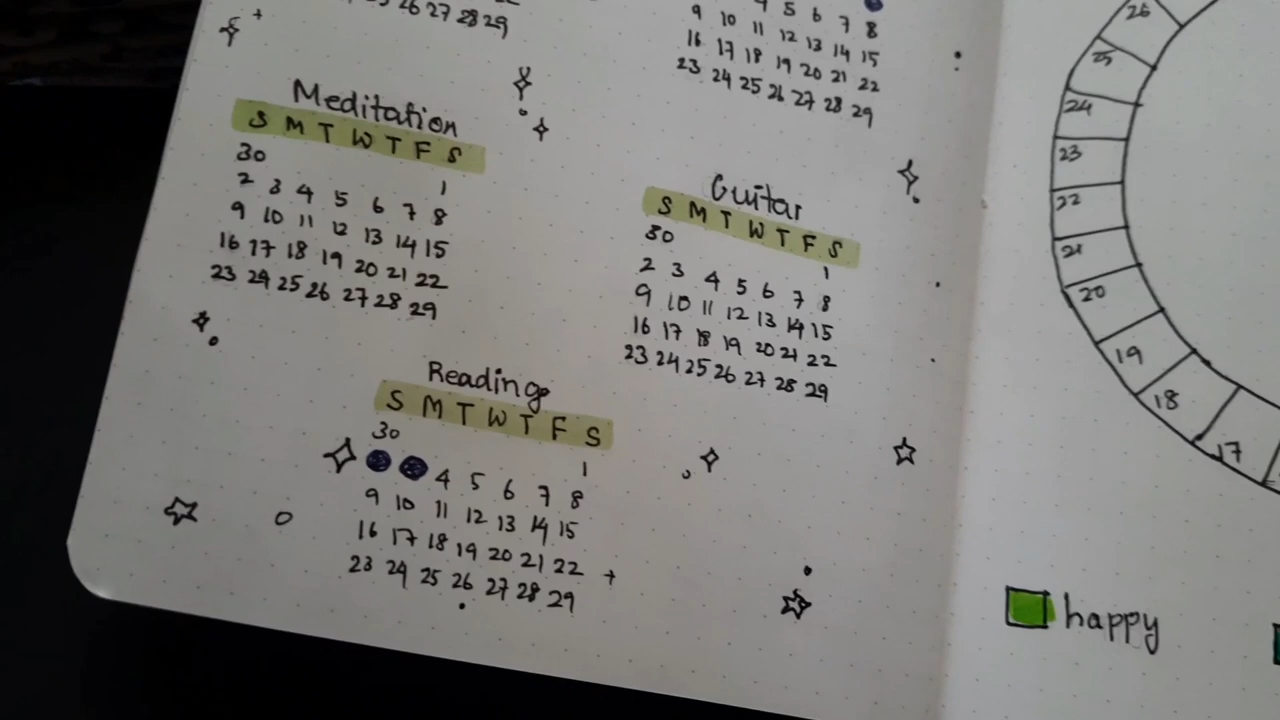 26 27 28 29
4 5 6 7
9 10 11 12 13 14 15
16 17 18 19 20 21 22
23 24 25 26 27 28 29
Meditation
S M T W T F S
30 1
2 3 4 5 6 7 8
9 10 11 12 13 14 15
16 17 18 19 20 21 22
23 24 25 26 27 28 29
Guitar
S M T W T F S
30 1
2 3 4 5 6 7 8
9 10 11 12 13 14 15
16 17 18 19 20 21 22
23 24 25 26 27 28 29
Reading
S M T W T F S
30 1
4 5 6 7 8
9 10 11 12 13 14 15
16 17 18 19 20 21 22
23 24 25 26 27 28 29
26
25
24
23
22
21
20
19
18
17
happy